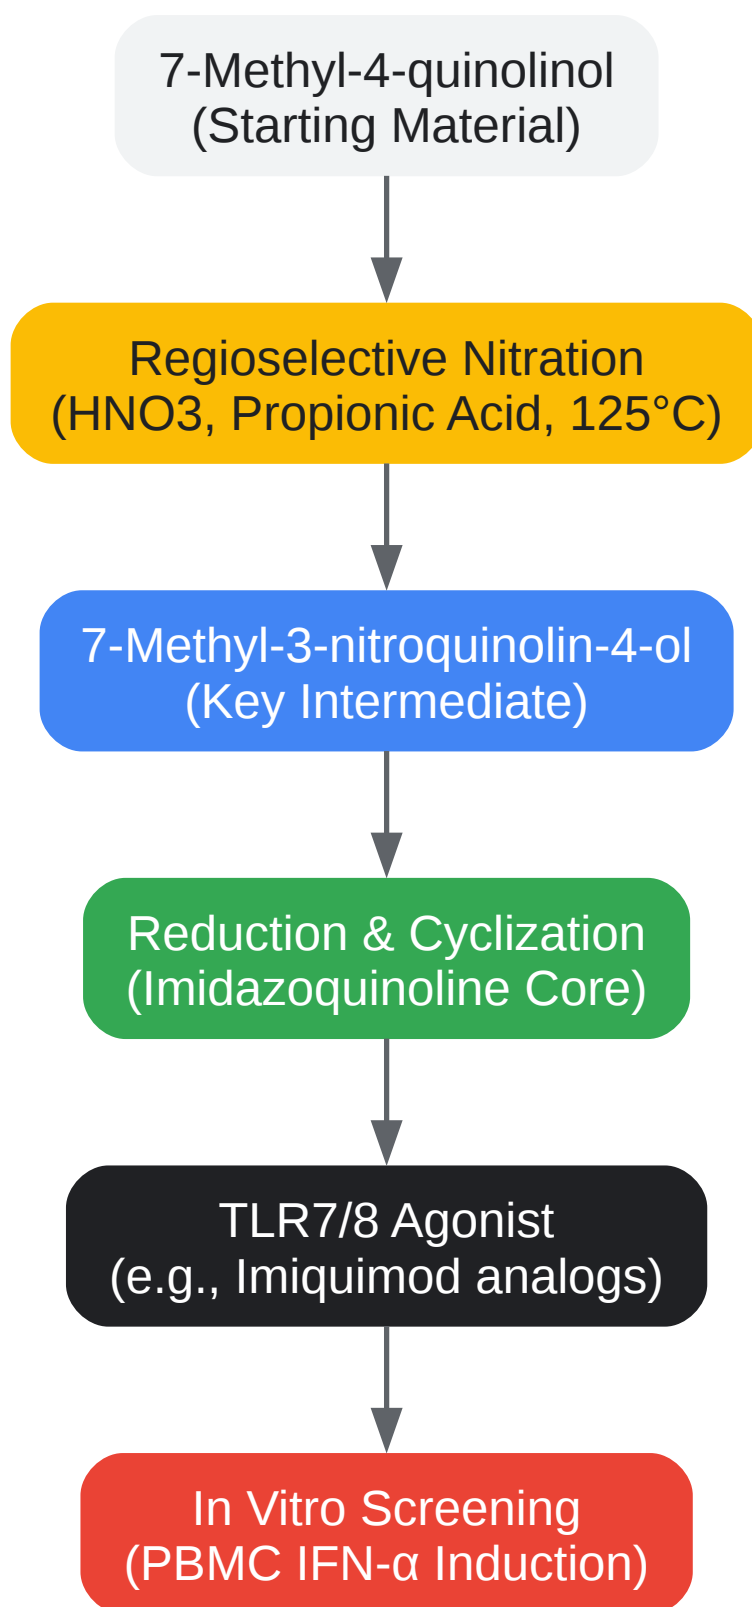 7-Methyl-4-quinolinol
(Starting Material)
Regioselective Nitration
(HNO3, Propionic Acid, 125°C)
7-Methyl-3-nitroquinolin-4-ol
(Key Intermediate)
Reduction & Cyclization
(Imidazoquinoline Core)
TLR7/8 Agonist
(e.g., Imiquimod analogs)
In Vitro Screening
(PBMC IFN-α Induction)